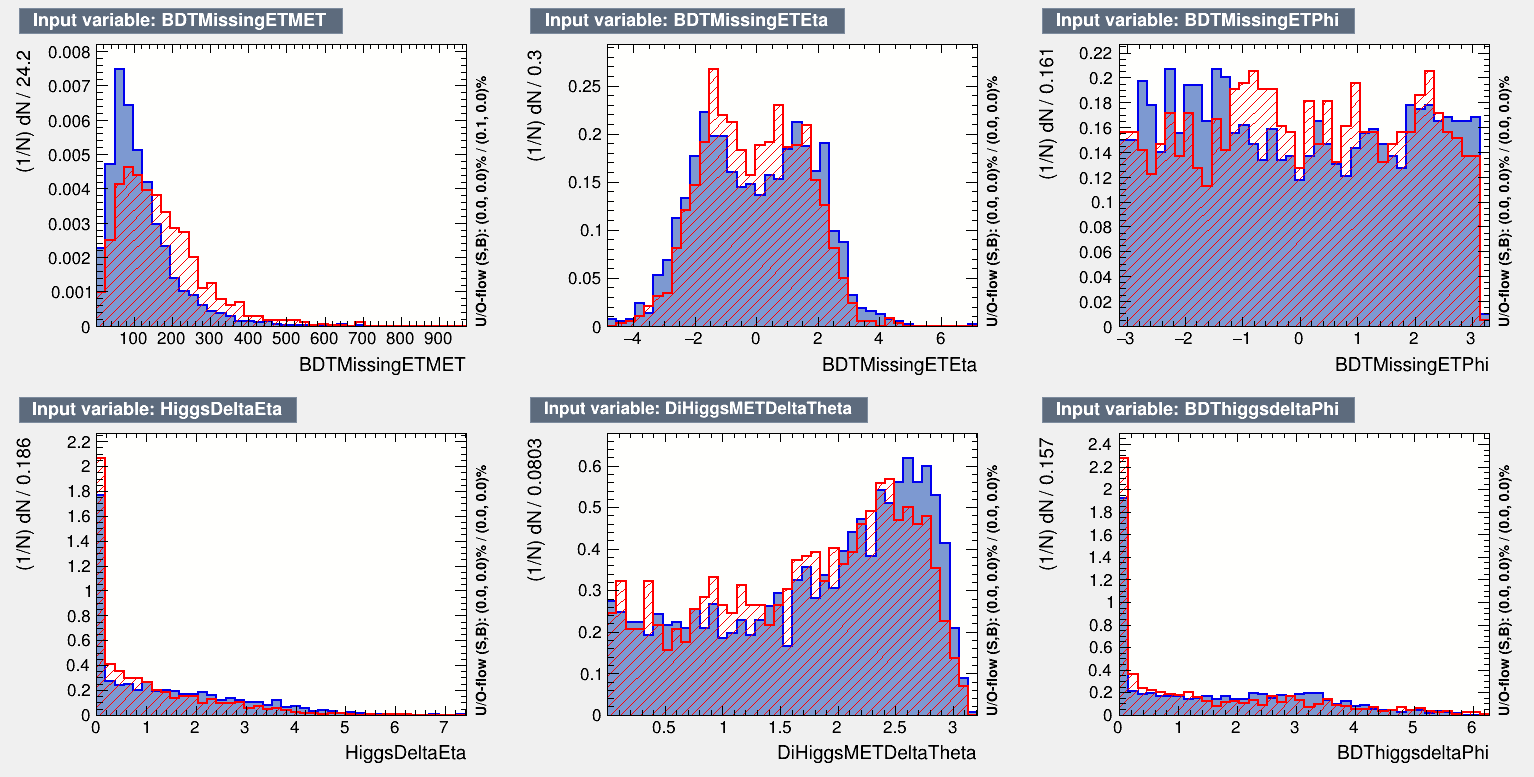 Input variable: BDTMissingETMET
(1/N) dN / 24.2
0.008
0.007
0.006
0.005
0.004
0.003
0.002
0.001
0
100 200 300 400 500 600 700 800 900
BDTMissingETMET
U/O-flow (S,B): (0.0, 0.0)% / (0.1, 0.0)%
Input variable: BDTMissingETEta
(1/N) dN / 0.3
0.25
0.2
0.15
0.1
0.05
0
−4 −2 0 2 4 6
BDTMissingETEta
U/O-flow (S,B): (0.0, 0.0)% / (0.0, 0.0)%
Input variable: BDTMissingETPhi
(1/N) dN / 0.161
0.22
0.2
0.18
0.16
0.14
0.12
0.1
0.08
0.06
0.04
0.02
0
−3 −2 −1 0 1 2 3
BDTMissingETPhi
U/O-flow (S,B): (0.0, 0.0)% / (0.0, 0.0)%
Input variable: HiggsDeltaEta
(1/N) dN / 0.186
2.2
2
1.8
1.6
1.4
1.2
1
0.8
0.6
0.4
0.2
0
0 1 2 3 4 5 6 7
HiggsDeltaEta
U/O-flow (S,B): (0.0, 0.0)% / (0.0, 0.0)%
Input variable: DiHiggsMETDeltaTheta
(1/N) dN / 0.0803
0.6
0.5
0.4
0.3
0.2
0.1
0
0.5 1 1.5 2 2.5 3
DiHiggsMETDeltaTheta
U/O-flow (S,B): (0.0, 0.0)% / (0.0, 0.0)%
Input variable: BDThiggsdeltaPhi
(1/N) dN / 0.157
2.4
2.2
2
1.8
1.6
1.4
1.2
1
0.8
0.6
0.4
0.2
0
0 1 2 3 4 5 6
BDThiggsdeltaPhi
U/O-flow (S,B): (0.0, 0.0)% / (0.0, 0.0)%